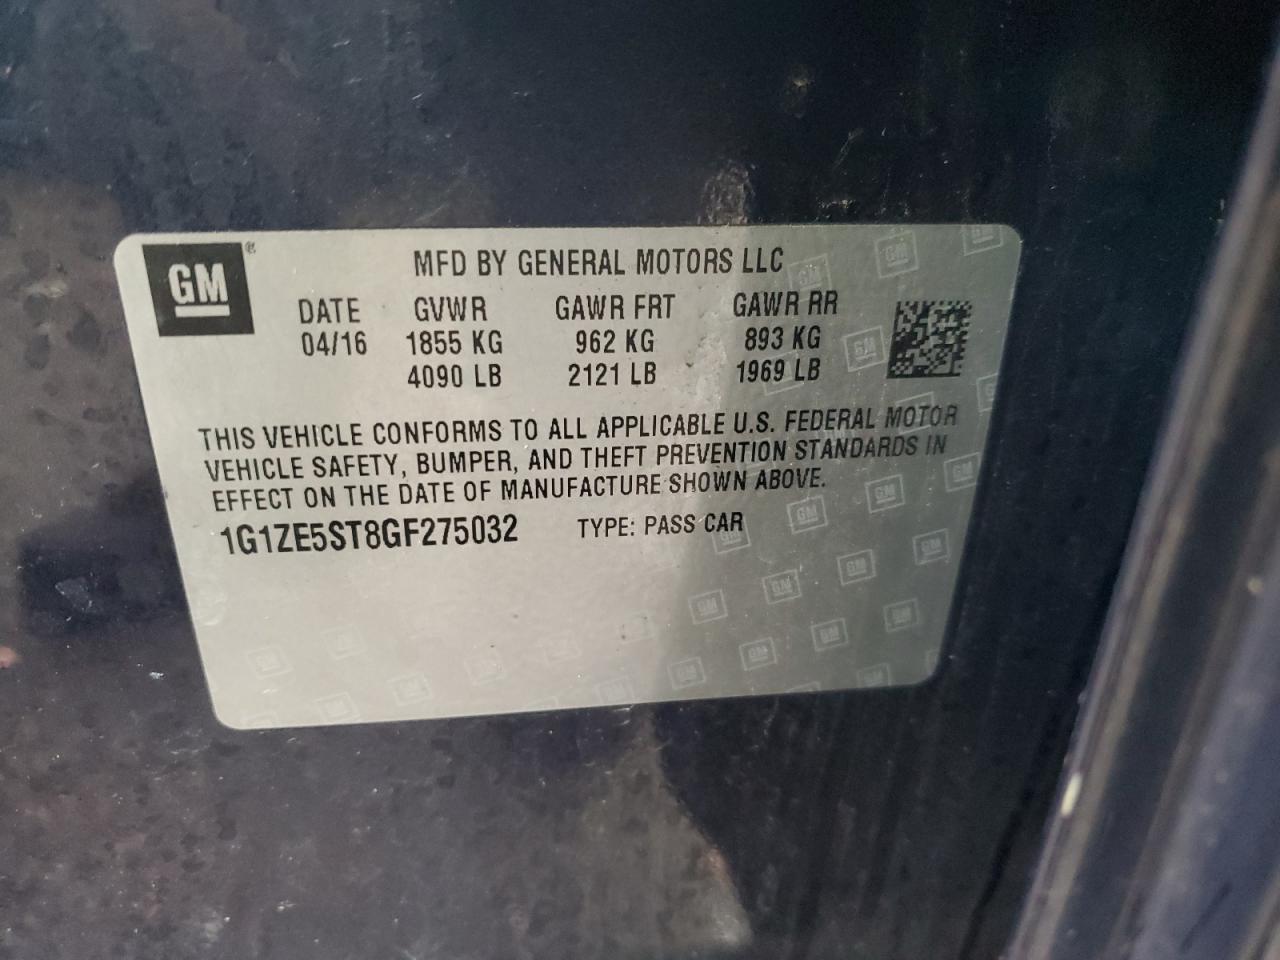 GM ®
MFD BY GENERAL MOTORS LLC
DATE GVWR GAWR FRT GAWR RR
04/16 1855 KG 962 KG 893 KG
4090 LB 2121 LB 1969 LB
THIS VEHICLE CONFORMS TO ALL APPLICABLE U.S. FEDERAL MOTOR
VEHICLE SAFETY, BUMPER, AND THEFT PREVENTION STANDARDS IN
EFFECT ON THE DATE OF MANUFACTURE SHOWN ABOVE.
1G1ZE5ST8GF275032 TYPE: PASS CAR